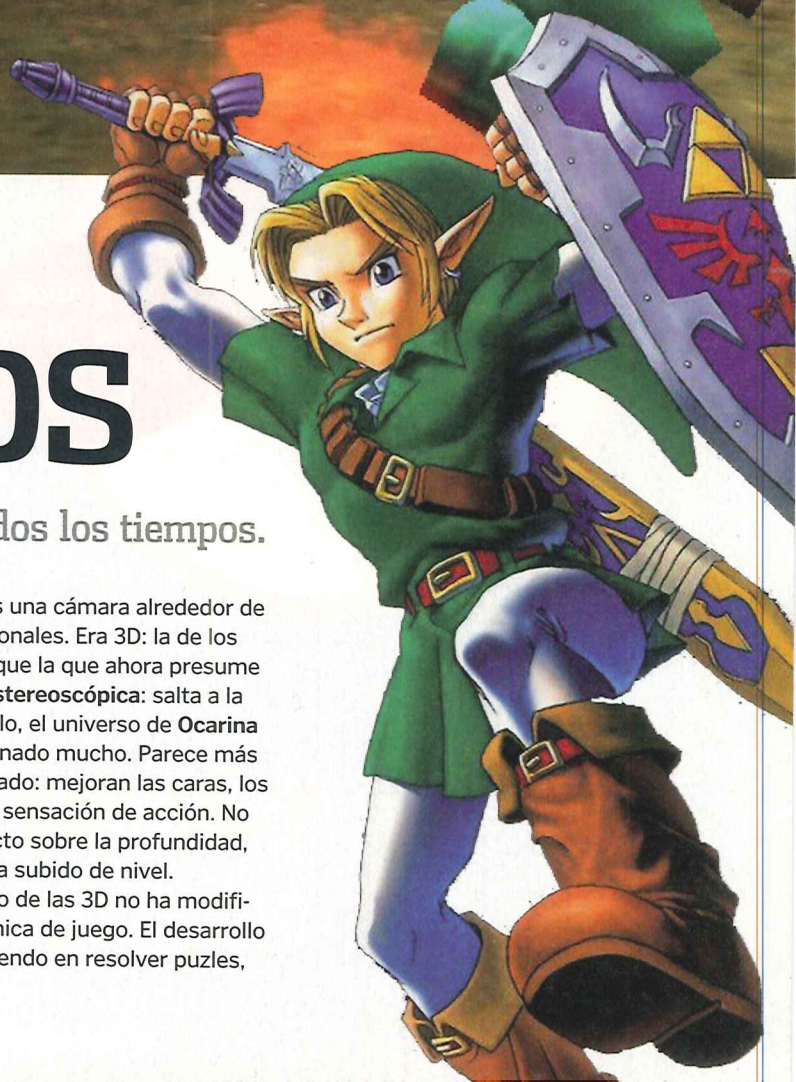 OS
dos los tiempos.
s una cámara alrededor de
onales. Era 3D: la de los
que la que ahora presume
stereoscópica: salta a la
lo, el universo de Ocarina
nado mucho. Parece más
ado: mejoran las caras, los
sensación de acción. No
cto sobre la profundidad,
a subido de nivel.
o de las 3D no ha modifi-
nica de juego. El desarrollo
endo en resolver puzles,